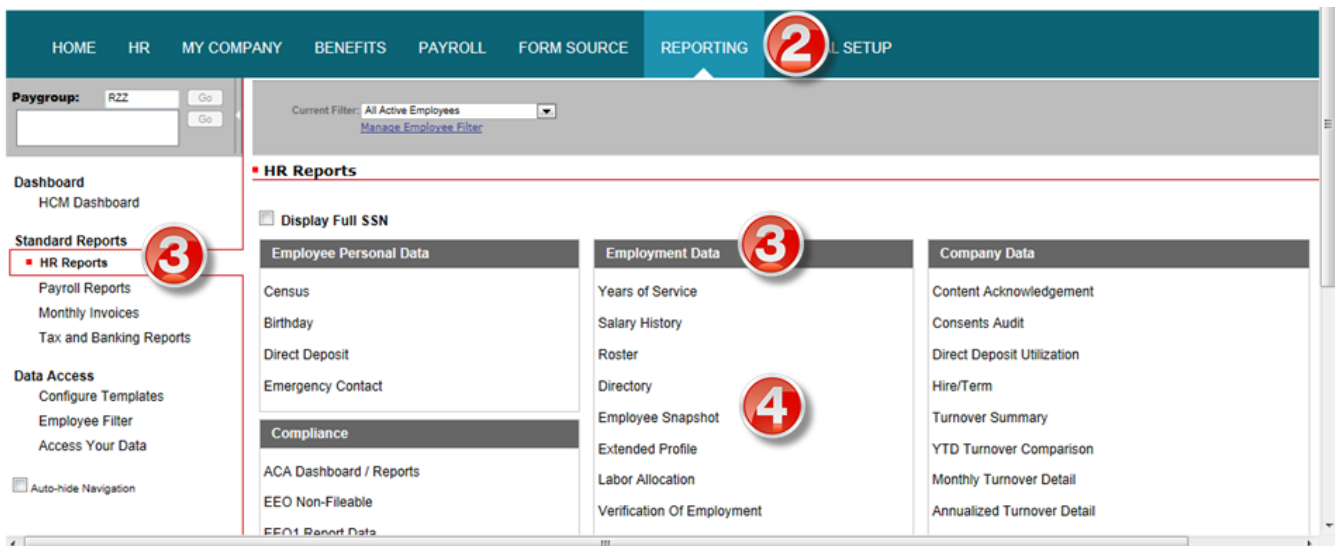 HOME HR MY COMPANY BENEFITS PAYROLL FORM SOURCE REPORTING 2 L SETUP
Paygroup: RZZ Go
Go
Current Filter: All Active Employees
Manage Employee Filter
Dashboard
HCM Dashboard
Standard Reports
HR Reports 3
Payroll Reports
Monthly Invoices
Tax and Banking Reports
Data Access
Configure Templates
Employee Filter
Access Your Data
Auto-hide Navigation
HR Reports
Display Full SSN
Employee Personal Data
Census
Birthday
Direct Deposit
Emergency Contact
Compliance
ACA Dashboard / Reports
EEO Non-Fileable
EEO1 Report Data
Employment Data 3
Years of Service
Salary History
Roster
Directory
Employee Snapshot 4
Extended Profile
Labor Allocation
Verification Of Employment
Company Data
Content Acknowledgement
Consents Audit
Direct Deposit Utilization
Hire/Term
Turnover Summary
YTD Turnover Comparison
Monthly Turnover Detail
Annualized Turnover Detail